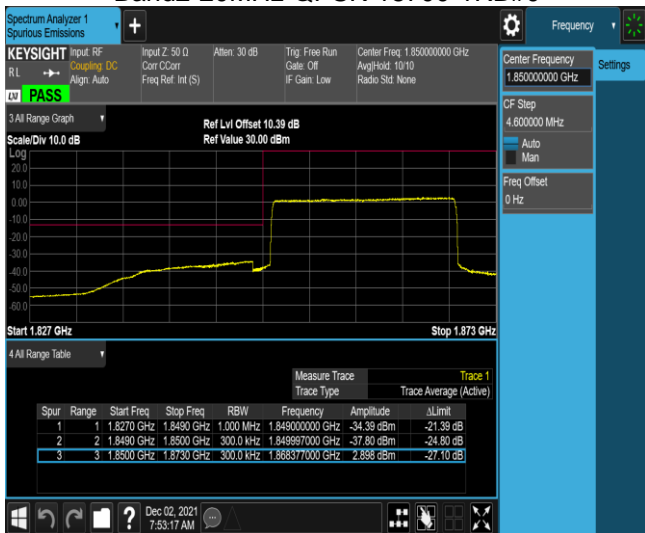 Spectrum Analyzer 1
Spurious Emissions
Frequency
KEYSIGHT
Input: RF
Input Z: 50 Ω
Atten: 30 dB
Trig: Free Run
Center Freq: 1.850000000 GHz
R L
Coupling: DC
Corr CCorr
Gate: Off
Avg|Hold: 10/10
Align: Auto
Freq Ref: Int (S)
IF Gain: Low
Radio Std: None
LXI
PASS
Center Frequency
1.850000000 GHz
Settings
CF Step
4.600000 MHz
Auto
Man
Freq Offset
0 Hz
3 All Range Graph
Ref Lvl Offset 10.39 dB
Scale/Div 10.0 dB
Ref Value 30.00 dBm
Log
20.0
10.0
0.00
-10.0
-20.0
-30.0
-40.0
-50.0
-60.0
Start 1.827 GHz
Stop 1.873 GHz
4 All Range Table
Measure Trace Trace 1
Trace Type Trace Average (Active)
Spur Range Start Freq Stop Freq RBW Frequency Amplitude ΔLimit
1 1 1.8270 GHz 1.8490 GHz 1.000 MHz 1.849000000 GHz -34.39 dBm -21.39 dB
2 2 1.8490 GHz 1.8500 GHz 300.0 kHz 1.849997000 GHz -37.80 dBm -24.80 dB
3 3 1.8500 GHz 1.8730 GHz 300.0 kHz 1.868377000 GHz 2.898 dBm -27.10 dB
Dec 02, 2021
7:53:17 AM